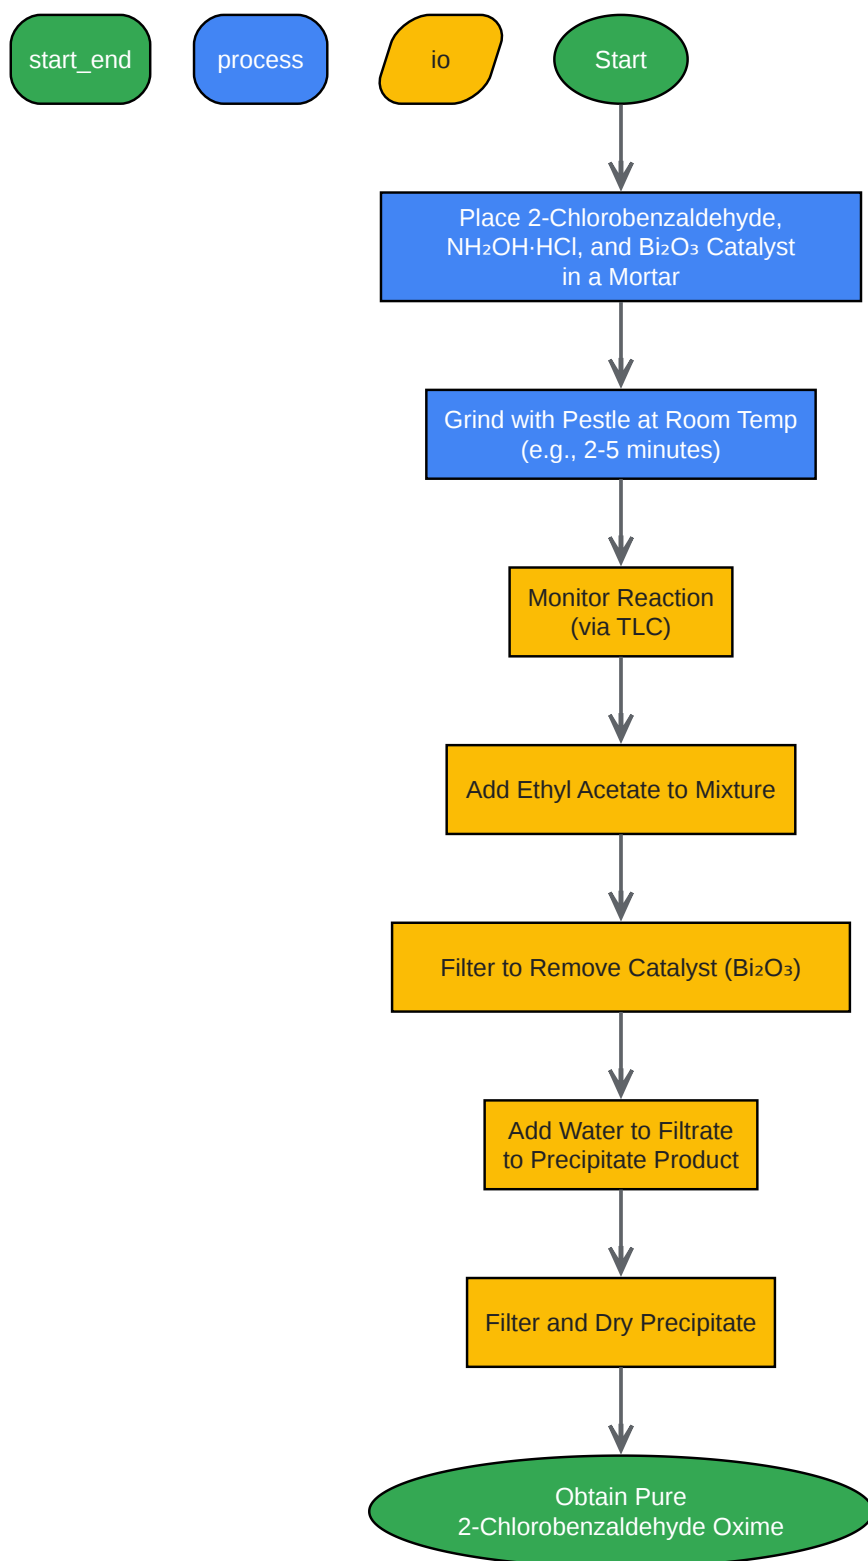 start_end
process
io
Start
Place 2-Chlorobenzaldehyde,
NH₂OH·HCl, and Bi₂O₃ Catalyst
in a Mortar
Grind with Pestle at Room Temp
(e.g., 2-5 minutes)
Monitor Reaction
(via TLC)
Add Ethyl Acetate to Mixture
Filter to Remove Catalyst (Bi₂O₃)
Add Water to Filtrate
to Precipitate Product
Filter and Dry Precipitate
Obtain Pure
2-Chlorobenzaldehyde Oxime